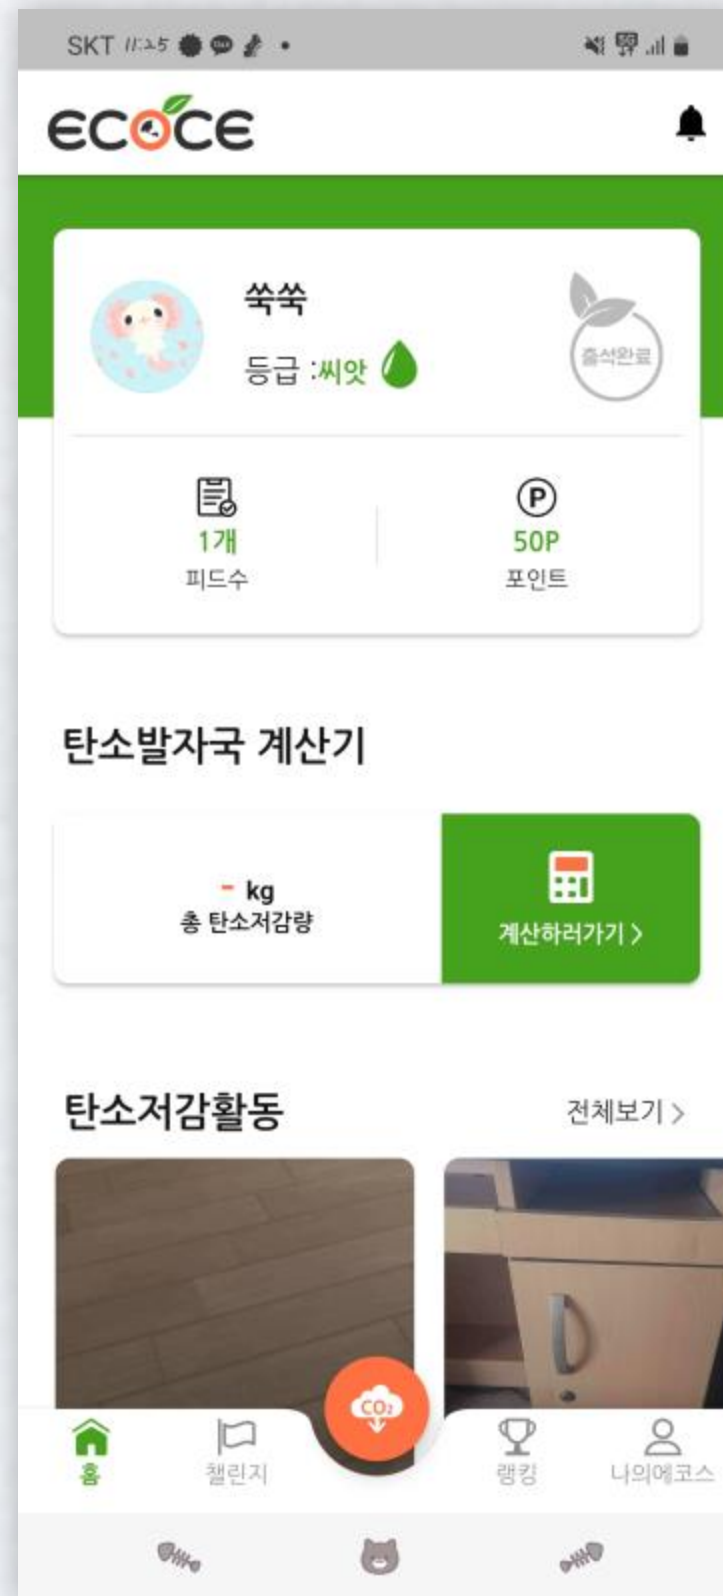 SKT 11:25
ecoce
쑥쑥
등급 :씨앗
출석완료
1개
피드수
P
50P
포인트
탄소발자국 계산기
- kg
총 탄소저감량
계산하러가기 >
탄소저감활동
전체보기 >
CO₂
홈
챌린지
랭킹
나의에코스